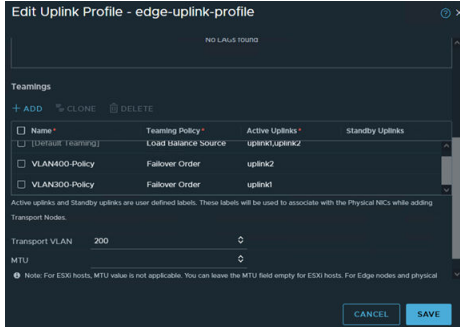 Edit Uplink Profile - edge-uplink-profile
No LAGs found
Teamings
+ ADD CLONE DELETE
Name * Teaming Policy * Active Uplinks * Standby Uplinks
[Default Teaming] Load Balance Source uplink1,uplink2
VLAN400-Policy Failover Order uplink2
VLAN300-Policy Failover Order uplink1
Active uplinks and Standby uplinks are user defined labels. These labels will be used to associate with the Physical NICs while adding
Transport Nodes.
Transport VLAN 200
MTU
Note: For ESXi hosts, MTU value is not applicable. You can leave the MTU field empty for ESXi hosts. For Edge nodes and physical
CANCEL SAVE